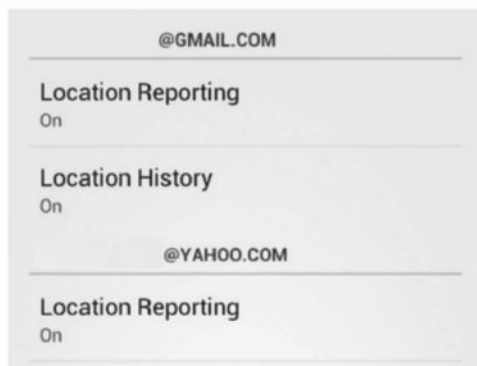 @GMAIL.COM
Location Reporting
On
Location History
On
@YAHOO.COM
Location Reporting
On